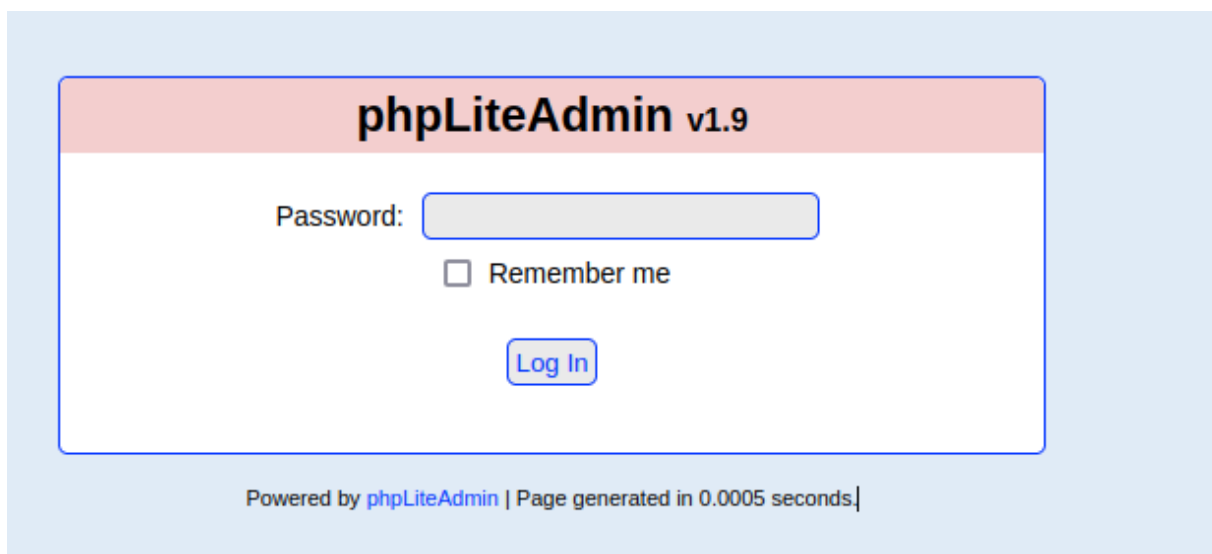 phpLiteAdmin v1.9
Password:
Remember me
Log In
Powered by phpLiteAdmin | Page generated in 0.0005 seconds.